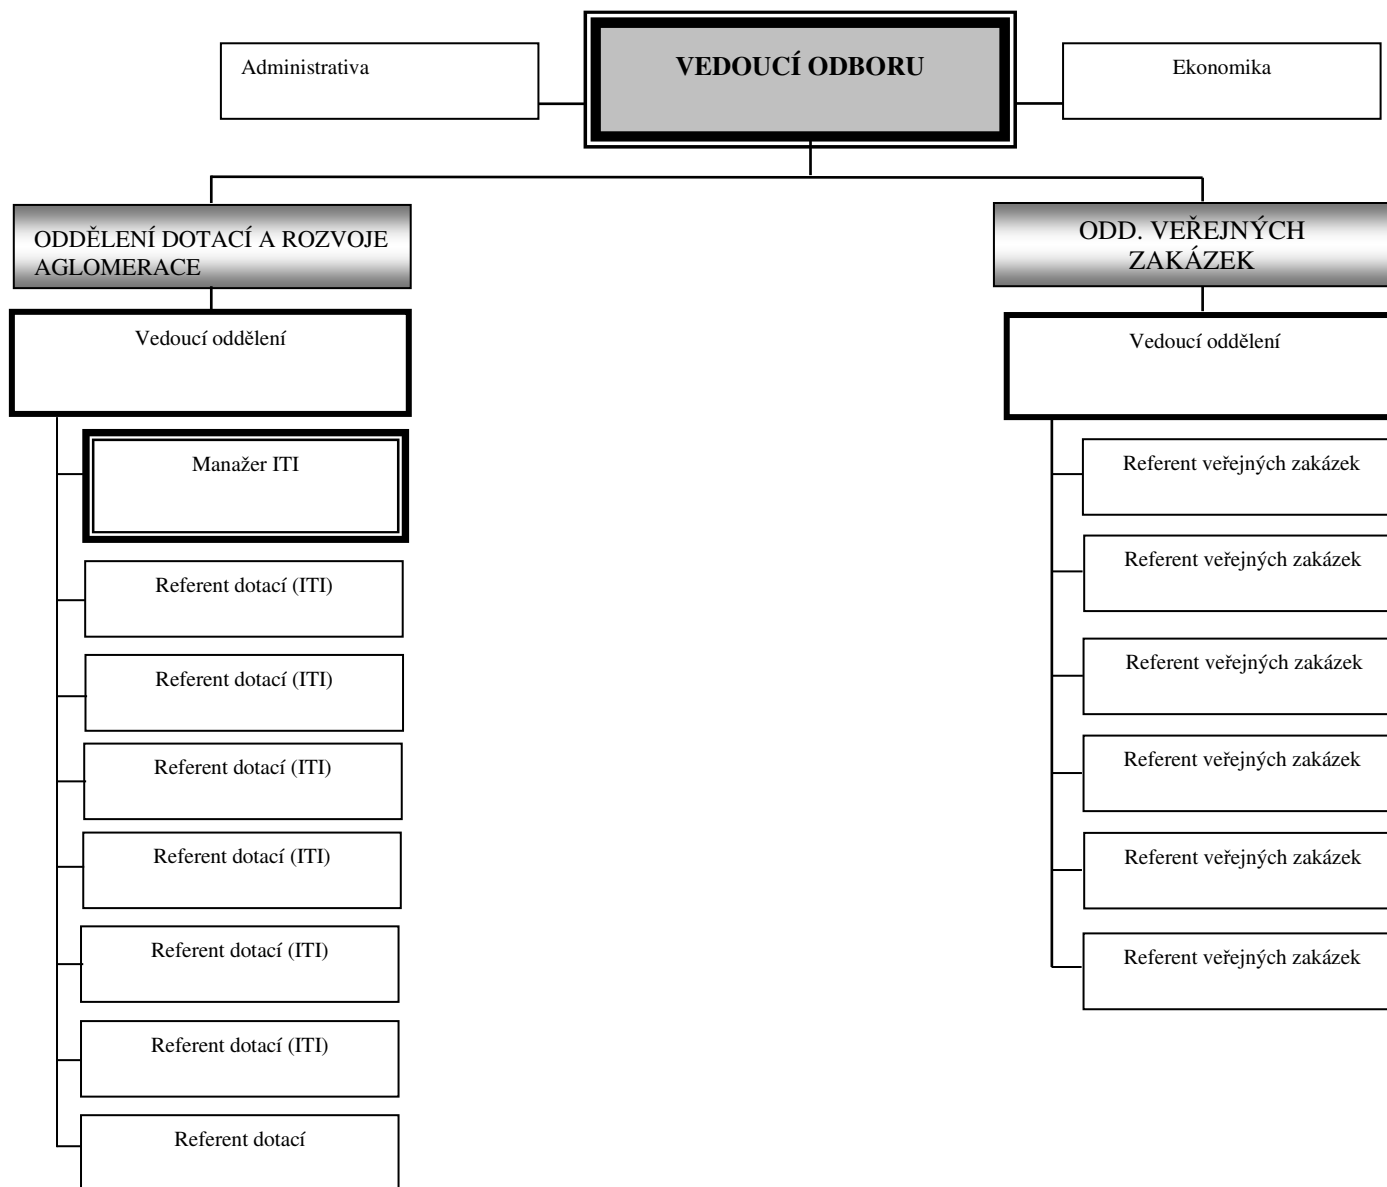 Administrativa
VEDOUCÍ ODBORU
Ekonomika
ODDĚLENÍ DOTACÍ A ROZVOJE
AGLOMERACE
Vedoucí oddělení
Manažer ITI
Referent dotací (ITI)
Referent dotací (ITI)
Referent dotací (ITI)
Referent dotací (ITI)
Referent dotací (ITI)
Referent dotací (ITI)
Referent dotací
ODD. VEŘEJNÝCH
ZAKÁZEK
Vedoucí oddělení
Referent veřejných zakázek
Referent veřejných zakázek
Referent veřejných zakázek
Referent veřejných zakázek
Referent veřejných zakázek
Referent veřejných zakázek